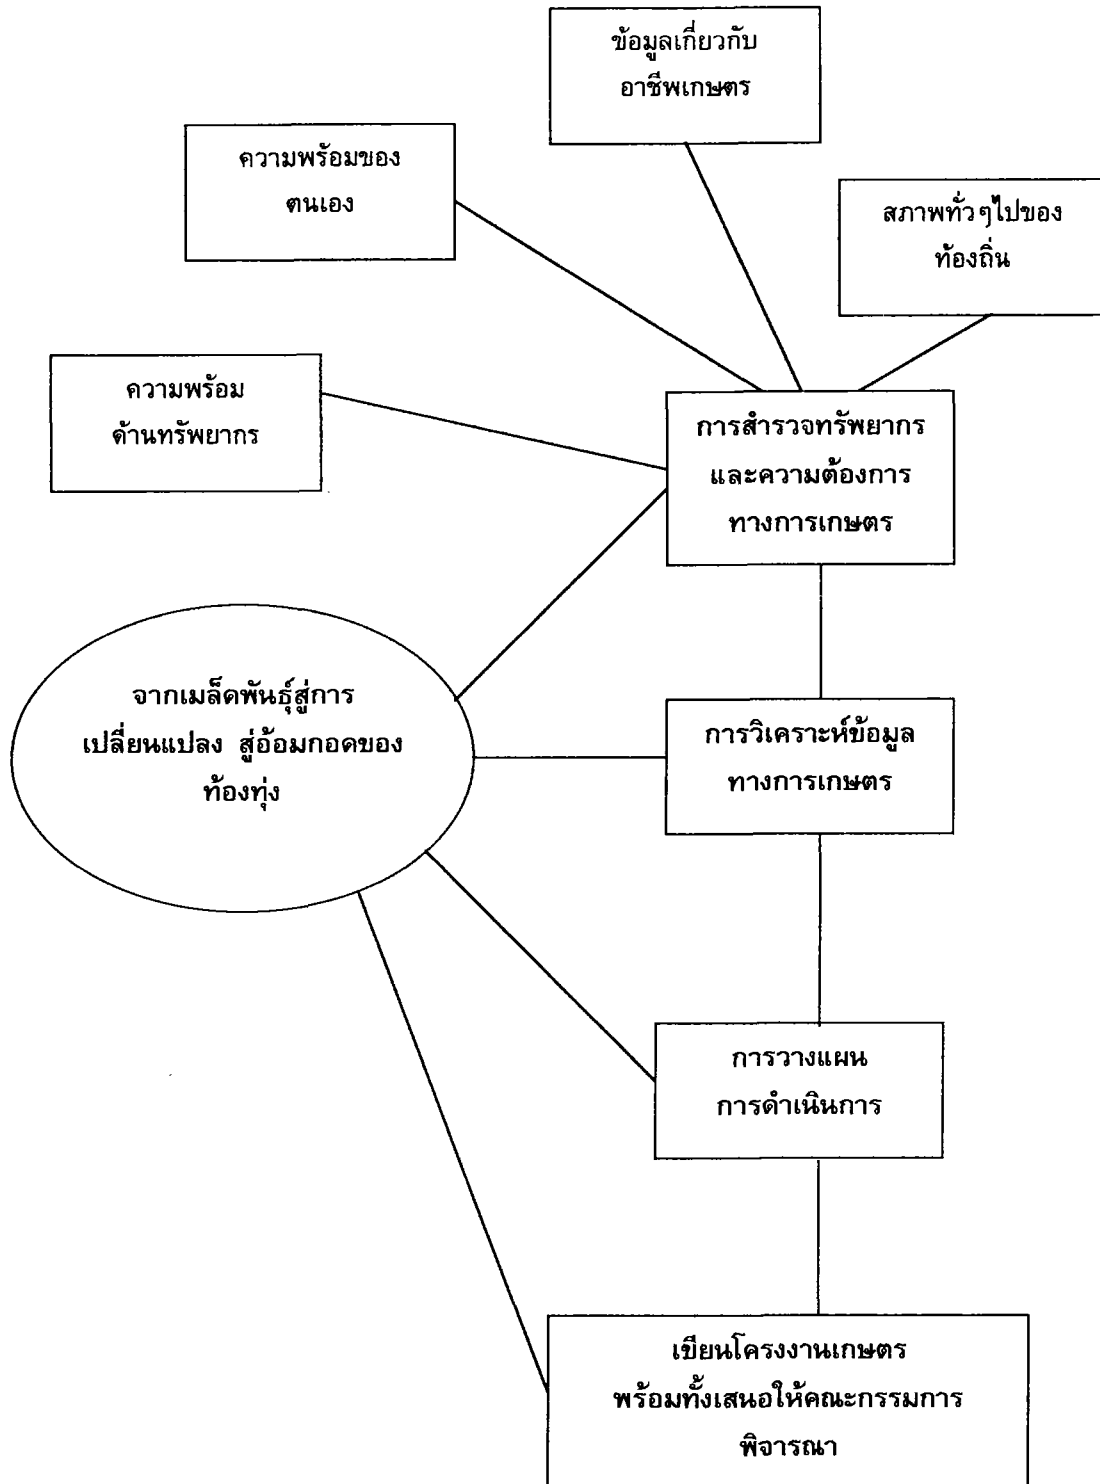 ข้อมูลเกี่ยวกับ
อาชีพเกษตร
ความพร้อมของ
ตนเอง
สภาพทั่วๆไปของ
ท้องถิ่น
ความพร้อม
ด้านทรัพยากร
การสำรวจทรัพยากร
และความต้องการ
ทางการเกษตร
จากเมล็ดพันธุ์สู่การ
เปลี่ยนแปลง สู่อ้อมกอดของ
ท้องทุ่ง
การวิเคราะห์ข้อมูล
ทางการเกษตร
การวางแผน
การดำเนินการ
เขียนโครงงานเกษตร
พร้อมทั้งเสนอให้คณะกรรมการ
พิจารณา